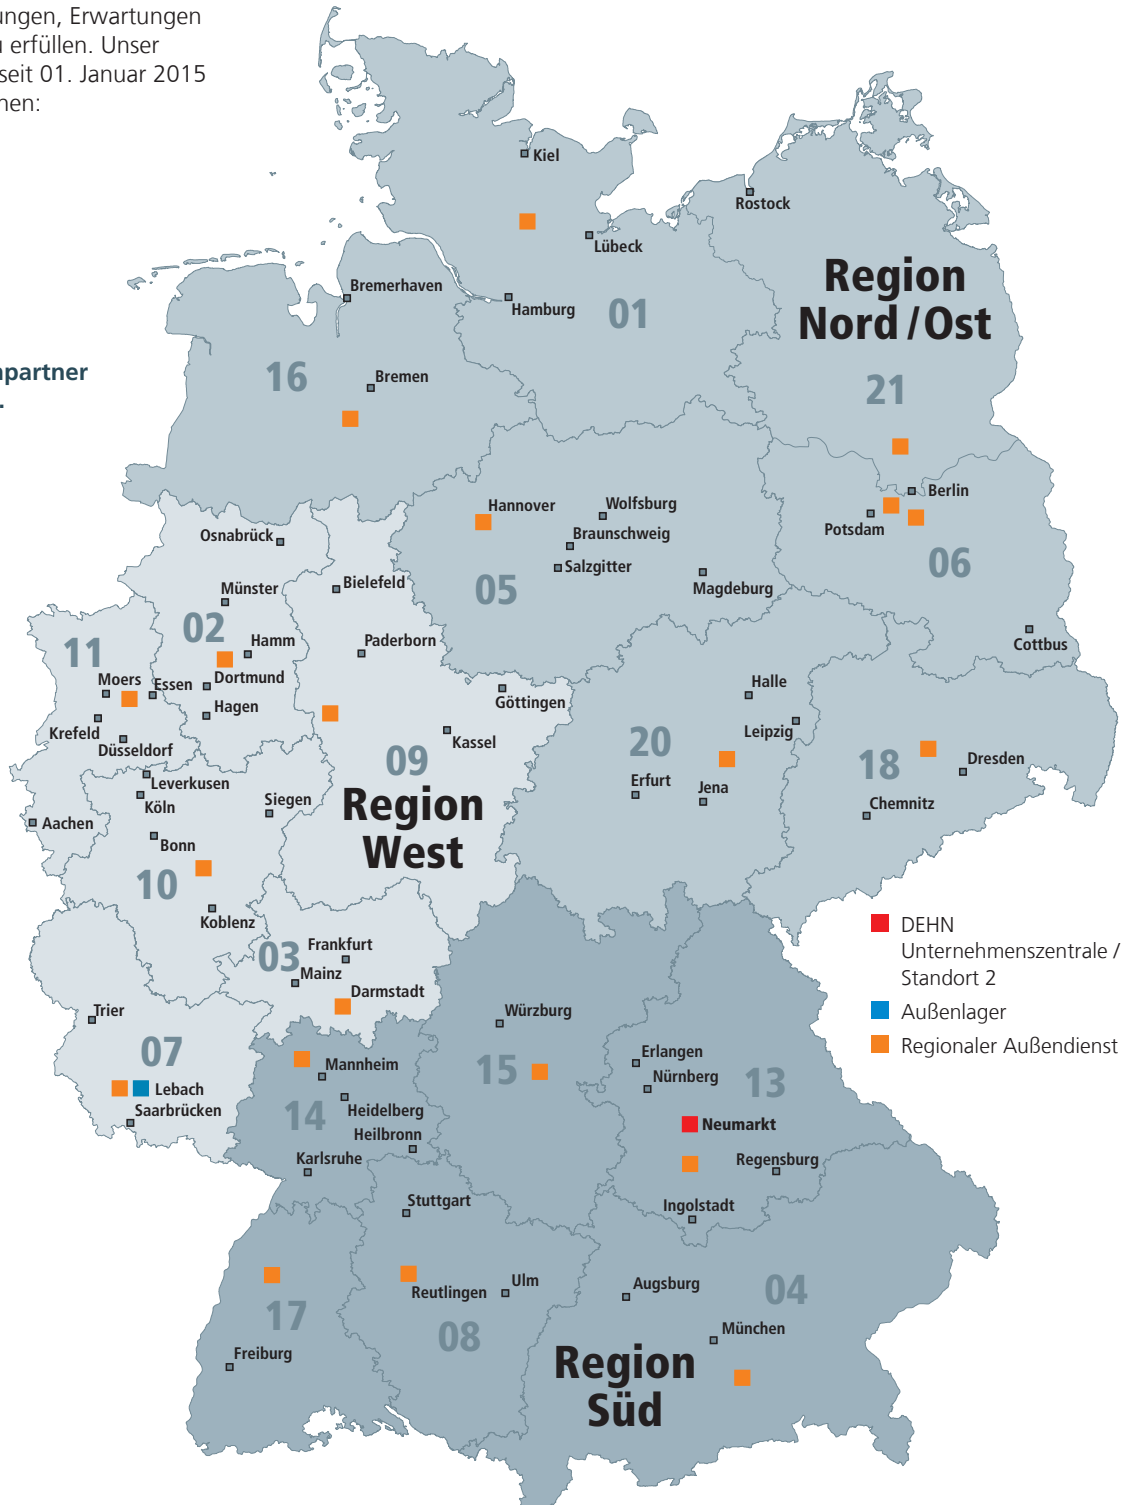 ungen, Erwartungen
u erfüllen. Unser
seit 01. Januar 2015
nen:
npartner
.
Kiel
Rostock
Lübeck
Region
Nord / Ost
Bremerhaven
Hamburg
01
16
Bremen
21
Berlin
Hannover
Wolfsburg
Potsdam
Osnabrück
Braunschweig
06
Salzgitter
05
Bielefeld
Münster
Magdeburg
02
Hamm
Paderborn
Cottbus
11
Moers
Essen
Dortmund
Halle
Göttingen
Hagen
Krefeld
Leipzig
Düsseldorf
Kassel
20
Dresden
09
18
Leverkusen
Erfurt
Jena
Köln
Siegen
Region
West
Chemnitz
Aachen
Bonn
10
Koblenz
DEHN
Unternehmenszentrale /
Standort 2
Frankfurt
03
Mainz
Darmstadt
Außenlager
Trier
Würzburg
Regionaler Außendienst
07
Erlangen
Mannheim
15
Nürnberg
13
Lebach
Saarbrücken
14
Heidelberg
Neumarkt
Heilbronn
Karlsruhe
Regensburg
Stuttgart
Ingolstadt
Ulm
Augsburg
04
Reutlingen
17
08
München
Freiburg
Region
Süd